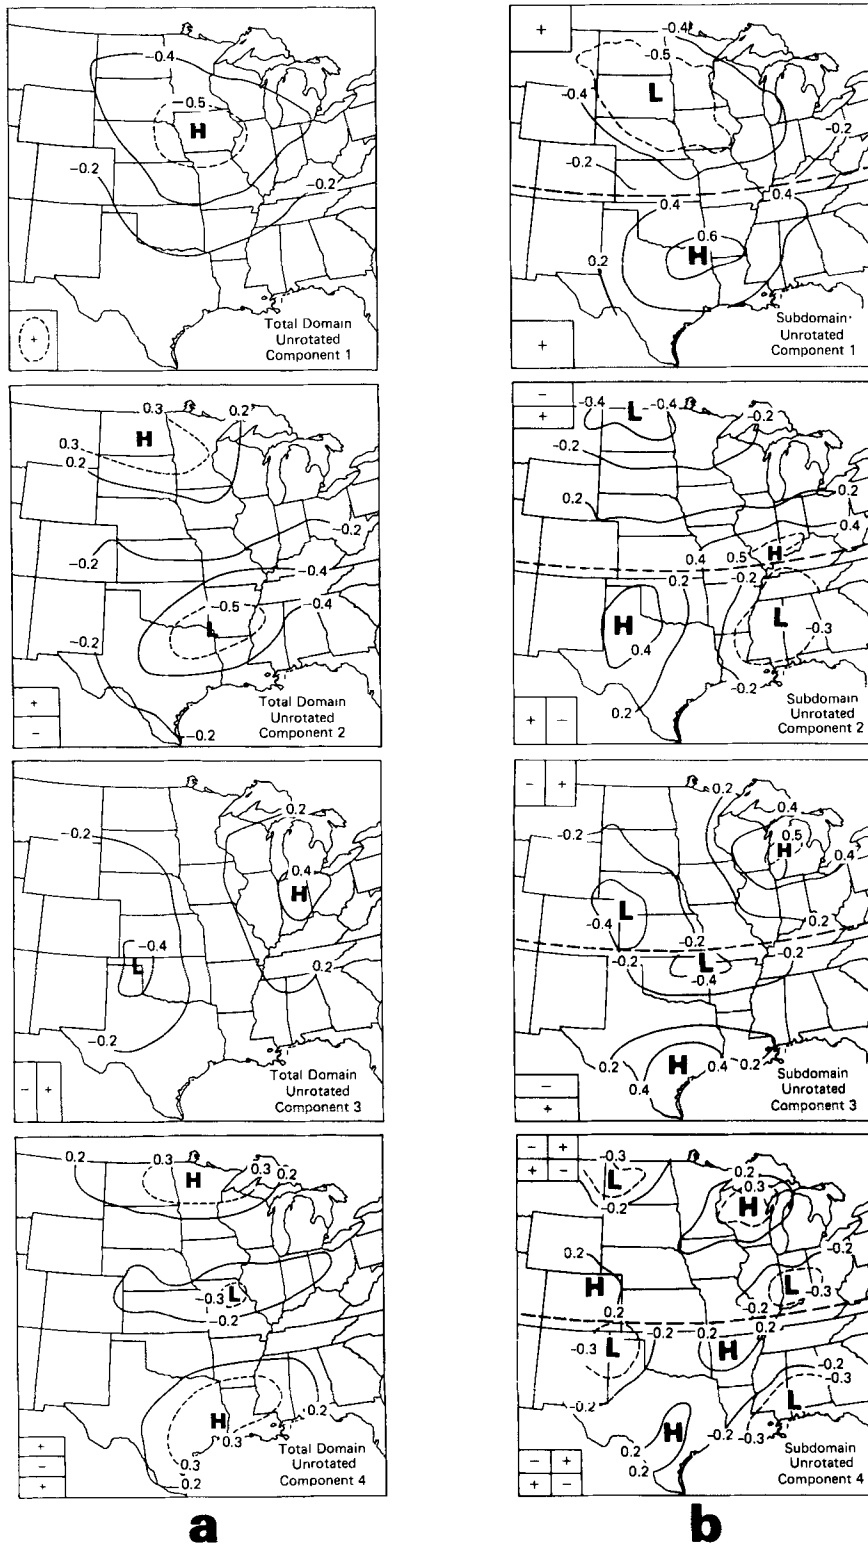 −0.4
−0.5
H
−0.2
−0.2
+
Total Domain
Unrotated
Component 1
+
−0.4
−0.5
L
−0.4
−0.2
−0.2
0.4
0.4
0.6
H
0.2
+
Subdomain
Unrotated
Component 1
0.3
0.2
H
0.3
0.2
−0.2
−0.2
−0.4
−0.5
−0.4
L
−0.2
+
−
−0.2
Total Domain
Unrotated
Component 2
−
+
−0.4
L
−0.4
−0.2
−0.2
0.2
0.2
0.4
0.5
H
0.4
0.2
−0.2
H
L
−0.3
0.4
−0.2
0.2
+ −
Subdomain
Unrotated
Component 2
0.2
−0.2
0.4
H
−0.4
L
0.2
−0.2
− +
Total Domain
Unrotated
Component 3
− +
0.2
0.4
−0.2
0.5
H
0.4
L
−0.4
0.2
−0.2
−0.2
L
−0.2
−0.4
0.2
H
0.4
0.2
0.4
−
+
Subdomain
Unrotated
Component 3
0.2
0.3
H
0.3
0.2
−0.3
L
−0.2
0.2
H
0.3
0.3
0.2
+
−
+
Total Domain
Unrotated
Component 4
− +
+ −
−0.3
L
−0.2
0.2
0.3
H
0.2
H
−0.2
L
−0.3
−0.2
0.2
−0.3
L
−0.2
0.2
H
0.2
−0.2
−0.3
−0.2
L
H
−0.2
−0.3
0.2
0.2
− +
+ −
Subdomain
Unrotated
Component 4
a
b